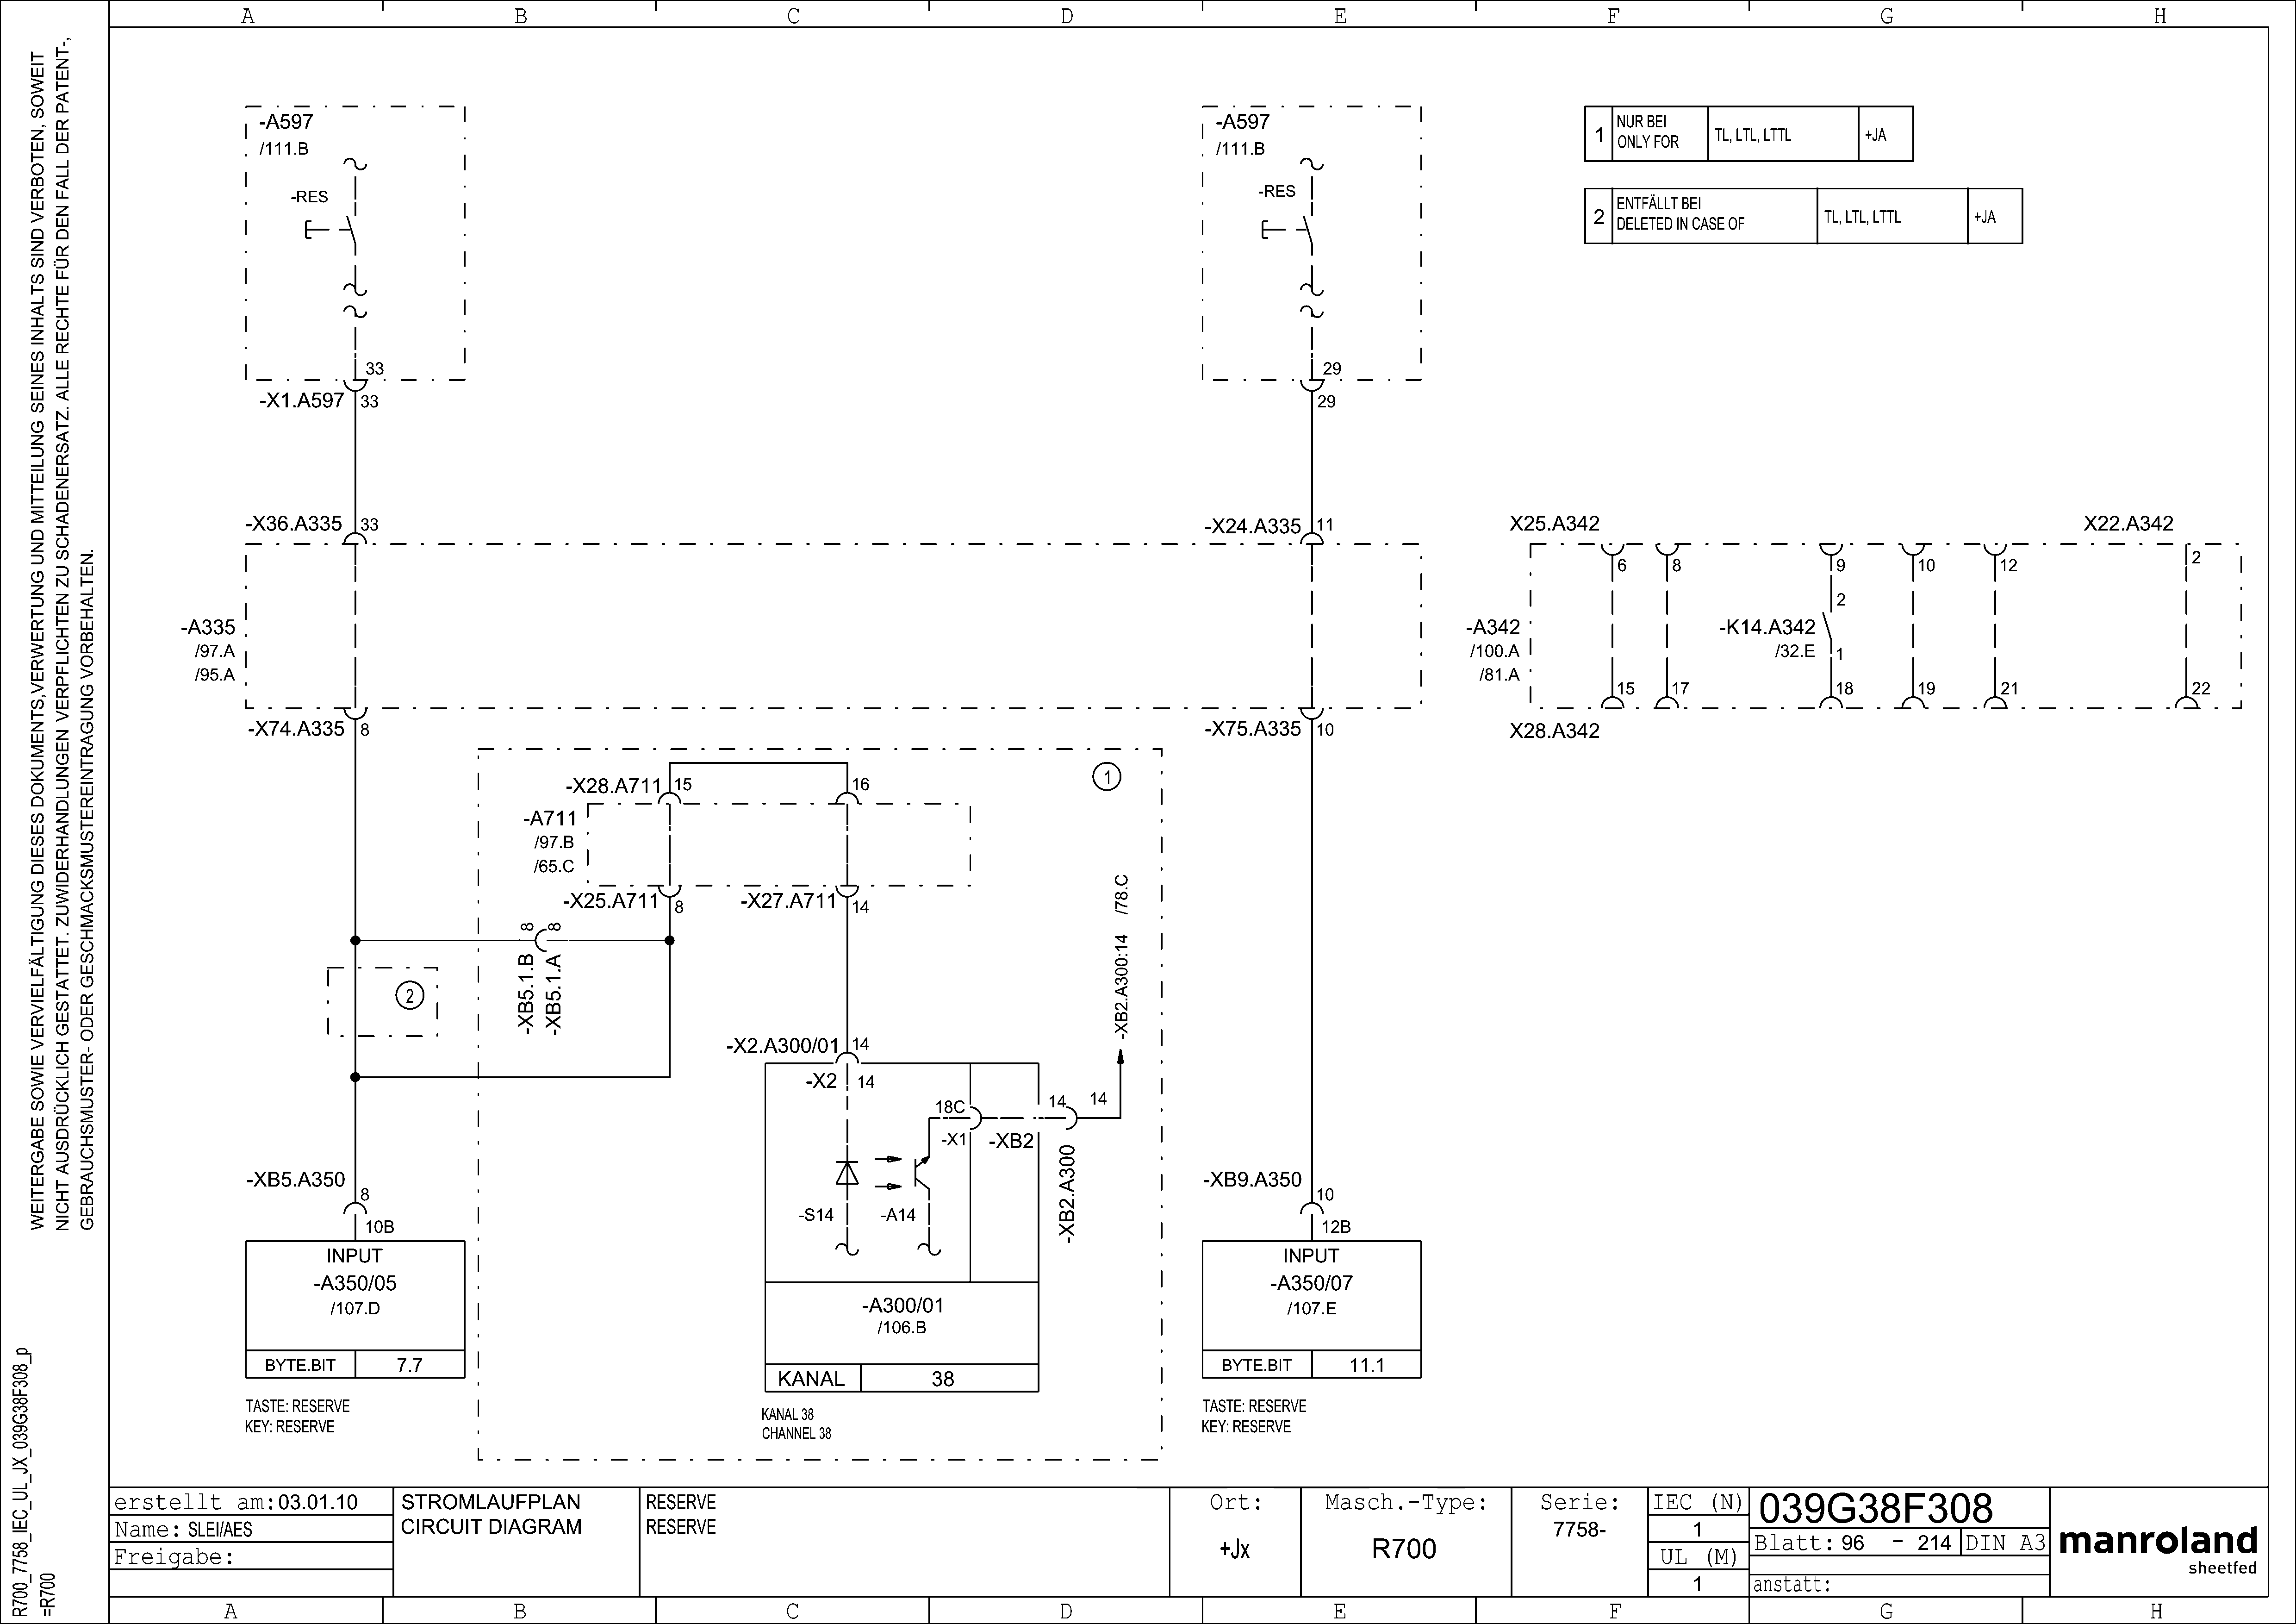 A B C D E F G H
WEITERGABE SOWIE VERVIELFÄLTIGUNG DIESES DOKUMENTS,VERWERTUNG UND MITTEILUNG SEINES INHALTS SIND VERBOTEN, SOWEIT
NICHT AUSDRÜCKLICH GESTATTET. ZUWIDERHANDLUNGEN VERPFLICHTEN ZU SCHADENERSATZ. ALLE RECHTE FÜR DEN FALL DER PATENT-,
GEBRAUCHSMUSTER- ODER GESCHMACKSMUSTEREINTRAGUNG VORBEHALTEN.
R700_7758_IEC_UL_JX_039G38F308_p
=R700
-A597
/111.B
-RES
33
-X1.A597 33
-A597
/111.B
-RES
29
29
1 NUR BEI
ONLY FOR
TL, LTL, LTTL
+JA
2 ENTFÄLLT BEI
DELETED IN CASE OF
TL, LTL, LTTL
+JA
-X36.A335 33
-X24.A335 11
X25.A342
X22.A342
6 8 9 10 12 2
-A335
/97.A
/95.A
-A342
/100.A
/81.A
2
-K14.A342
/32.E
1
15 17 18 19 21 22
-X74.A335 8
-X75.A335 10
X28.A342
1
-X28.A711 15 16
-A711
/97.B
/65.C
-X25.A711 8
-X27.A711 14
8 8
-XB5.1.B
-XB5.1.A
2
-XB2.A300:14 /78.C
-X2.A300/01 14
-X2 14
18C
-X1
-XB2
14 14
-XB2.A300
-S14
-A14
-A300/01
/106.B
KANAL 38
KANAL 38
CHANNEL 38
-XB5.A350
8
10B
INPUT
-A350/05
/107.D
BYTE.BIT 7.7
TASTE: RESERVE
KEY: RESERVE
-XB9.A350
10
12B
INPUT
-A350/07
/107.E
BYTE.BIT 11.1
TASTE: RESERVE
KEY: RESERVE
erstellt am: 03.01.10
Name: SLEI/AES
Freigabe:
STROMLAUFPLAN
CIRCUIT DIAGRAM
RESERVE
RESERVE
Ort:
+Jx
Masch.-Type:
R700
Serie:
7758-
IEC (N)
1
UL (M)
1
039G38F308
Blatt: 96 - 214 DIN A3
anstatt:
manroland
sheetfed
A B C D E F G H